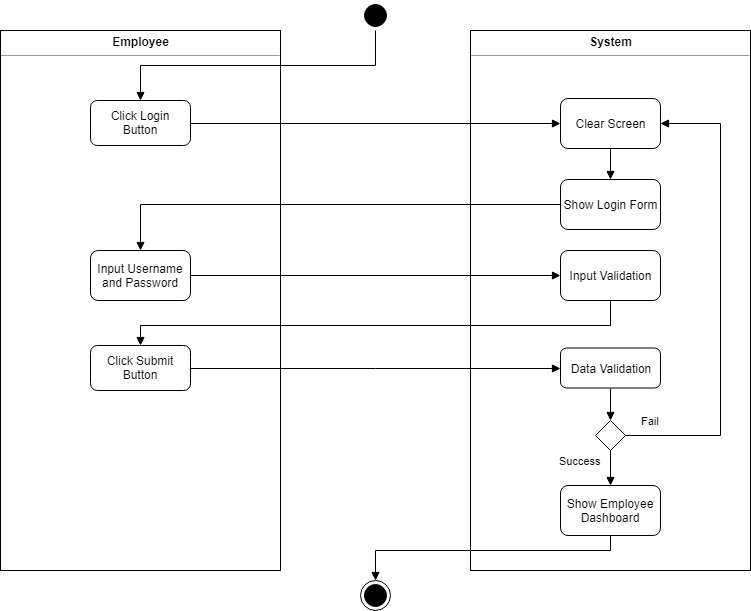 Employee
System
Click Login
Button
Clear Screen
Show Login Form
Input Username
and Password
Input Validation
Click Submit
Button
Data Validation
Fail
Success
Show Employee
Dashboard